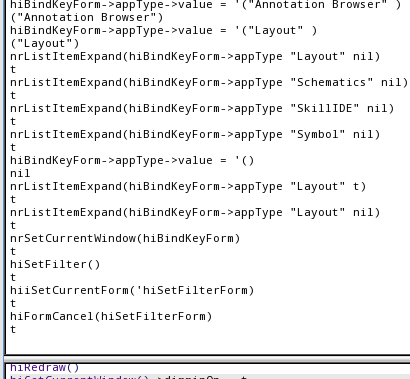 hiBindKeyForm->appType->value = '("Annotation Browser" )
("Annotation Browser")
hiBindKeyForm->appType->value = '("Layout" )
("Layout")
nrListItemExpand(hiBindKeyForm->appType "Layout" nil)
t
nrListItemExpand(hiBindKeyForm->appType "Schematics" nil)
t
nrListItemExpand(hiBindKeyForm->appType "SkillIDE" nil)
t
nrListItemExpand(hiBindKeyForm->appType "Symbol" nil)
t
hiBindKeyForm->appType->value = '()
nil
nrListItemExpand(hiBindKeyForm->appType "Layout" t)
t
nrListItemExpand(hiBindKeyForm->appType "Layout" nil)
t
nrSetCurrentWindow(hiBindKeyForm)
t
hiSetFilter()
t
hiiSetCurrentForm('hiSetFilterForm)
t
hiFormCancel(hiSetFilterForm)
t
hiRedraw()